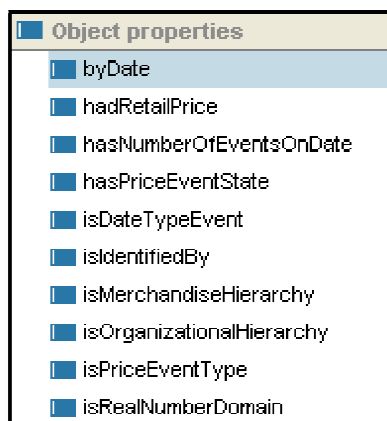 Object properties
byDate
hadRetailPrice
hasNumberOfEventsOnDate
hasPriceEventState
isDateTypeEvent
isIdentifiedBy
isMerchandiseHierarchy
isOrganizationalHierarchy
isPriceEventType
isRealNumberDomain